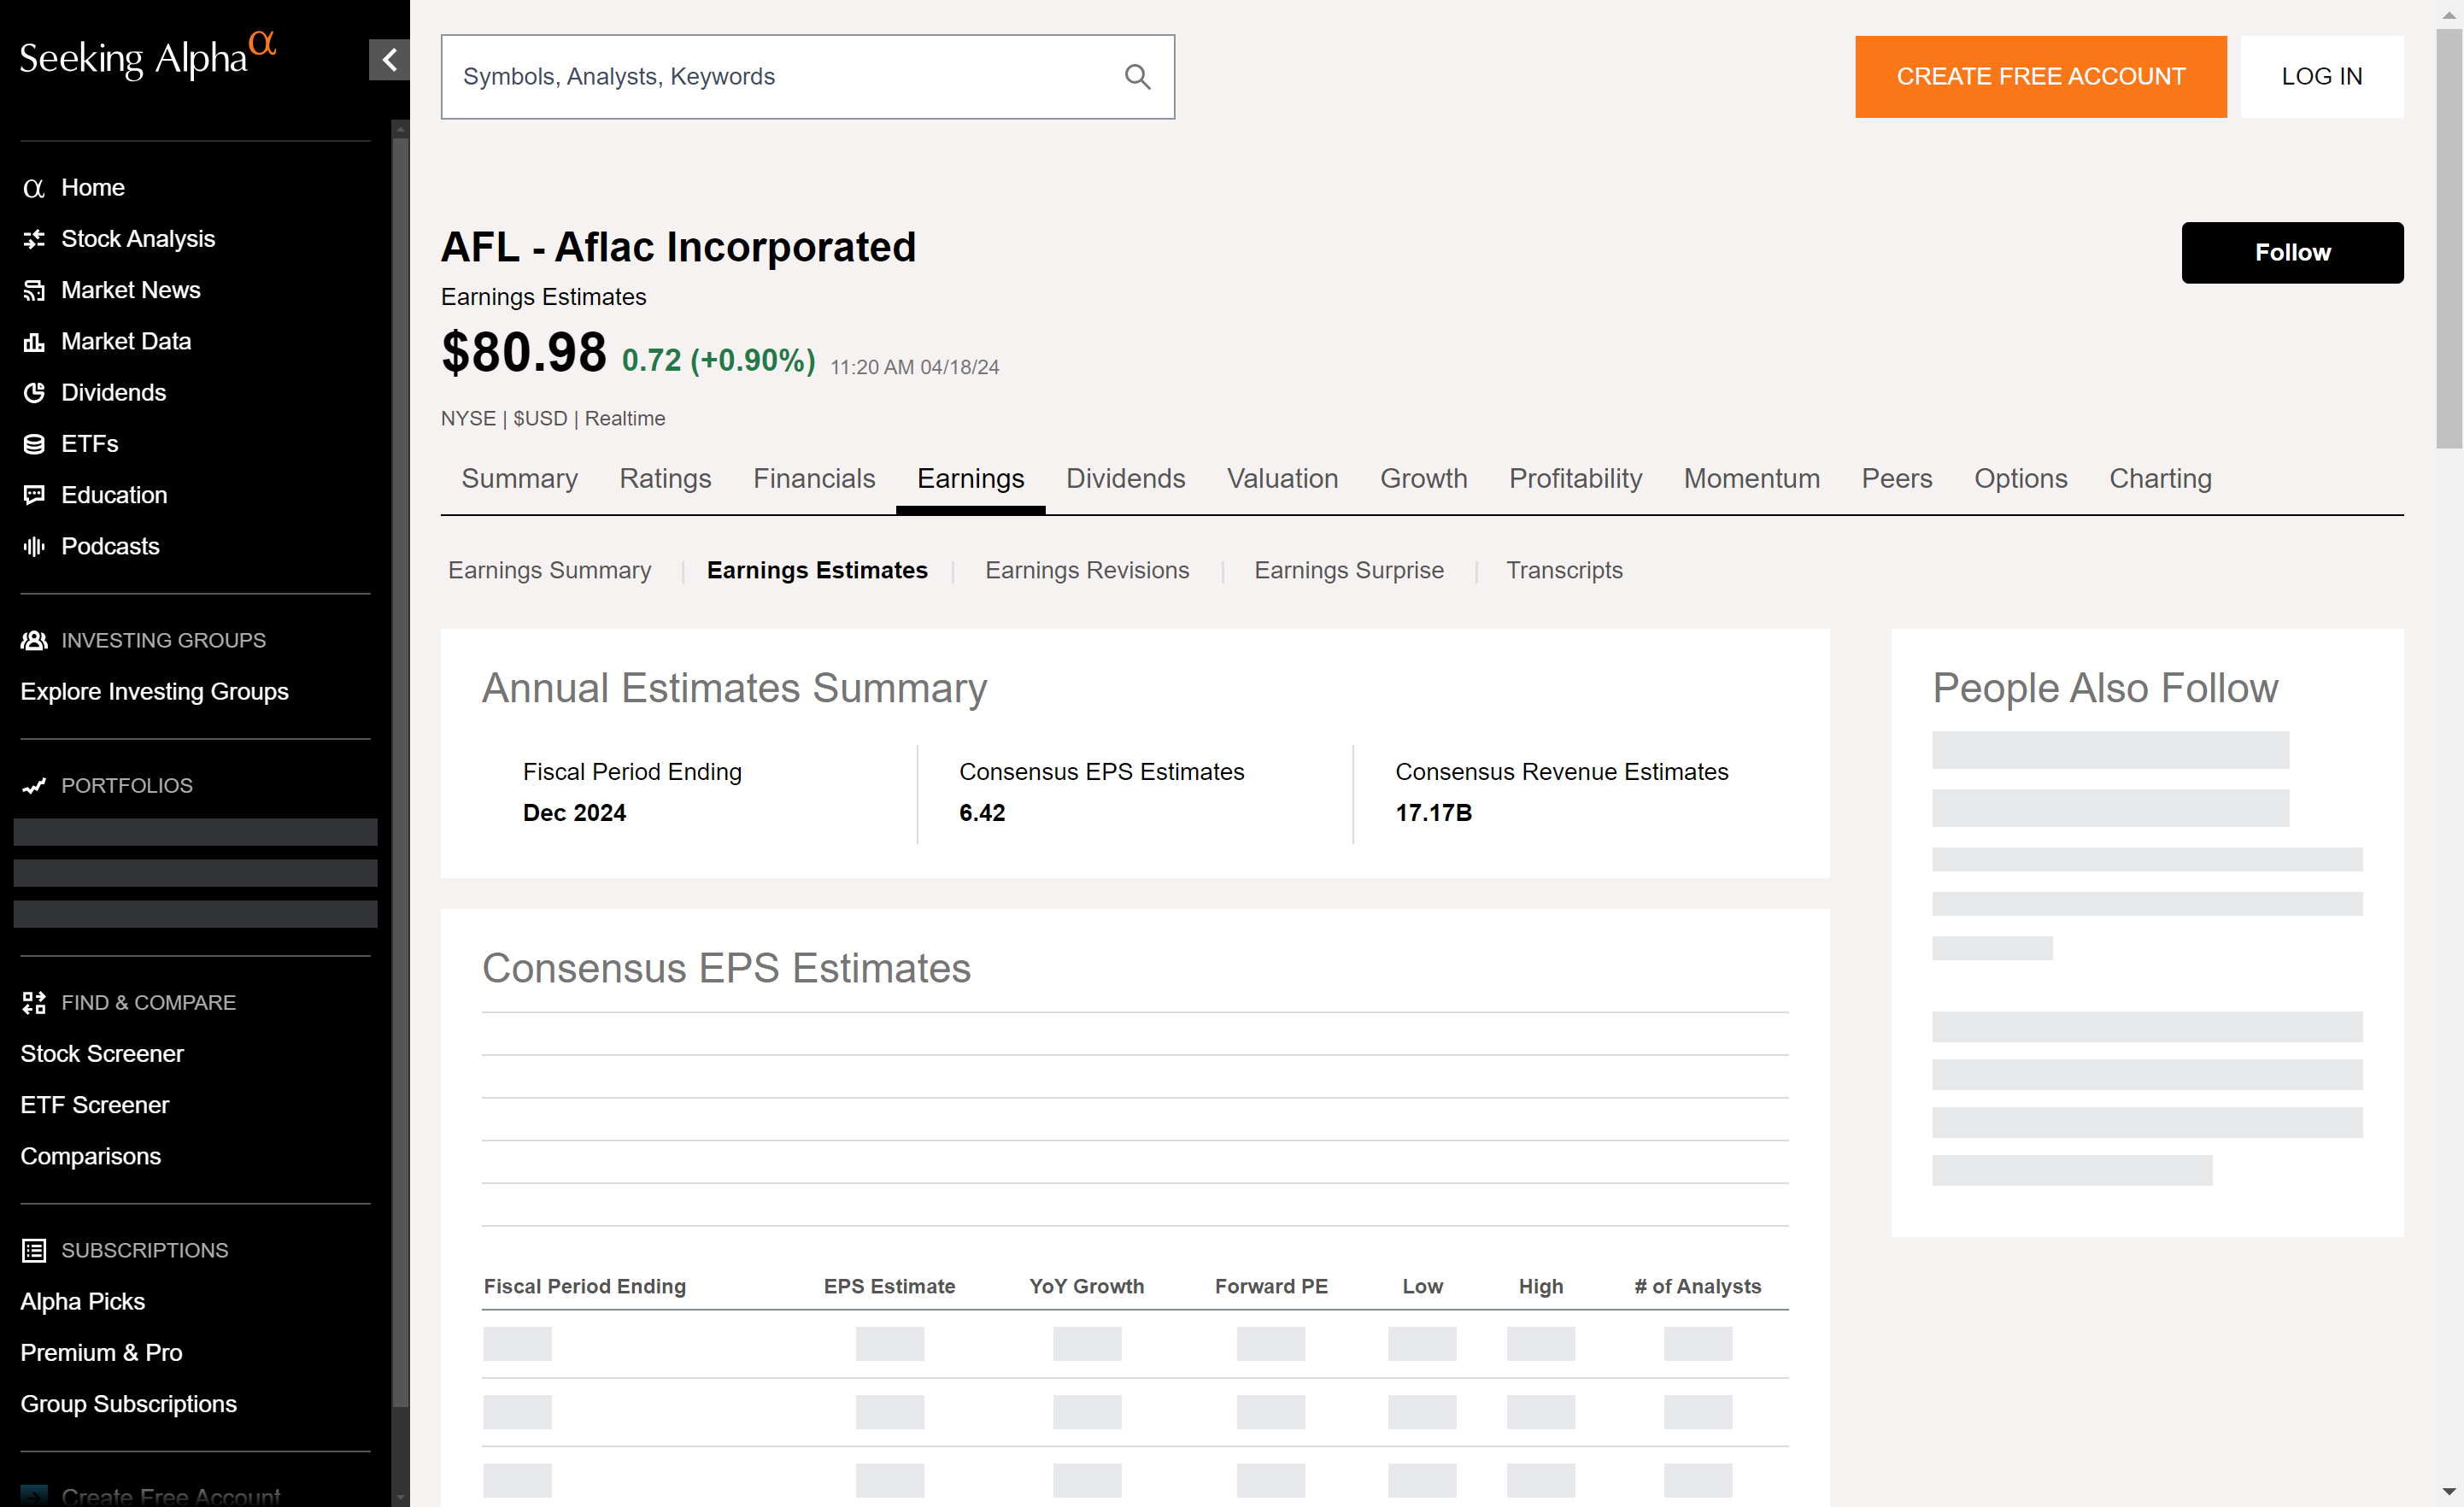 Seeking Alpha α
Home
Stock Analysis
Market News
Market Data
Dividends
ETFs
Education
Podcasts
INVESTING GROUPS
Explore Investing Groups
PORTFOLIOS
FIND & COMPARE
Stock Screener
ETF Screener
Comparisons
SUBSCRIPTIONS
Alpha Picks
Premium & Pro
Group Subscriptions
Create Free Account
Symbols, Analysts, Keywords
CREATE FREE ACCOUNT
LOG IN
AFL - Aflac Incorporated
Follow
Earnings Estimates
$80.98 0.72 (+0.90%) 11:20 AM 04/18/24
NYSE | $USD | Realtime
Summary Ratings Financials Earnings Dividends Valuation Growth Profitability Momentum Peers Options Charting
Earnings Summary | Earnings Estimates | Earnings Revisions | Earnings Surprise | Transcripts
Annual Estimates Summary
Fiscal Period Ending Consensus EPS Estimates Consensus Revenue Estimates
Dec 2024 6.42 17.17B
People Also Follow
Consensus EPS Estimates
Fiscal Period Ending EPS Estimate YoY Growth Forward PE Low High # of Analysts